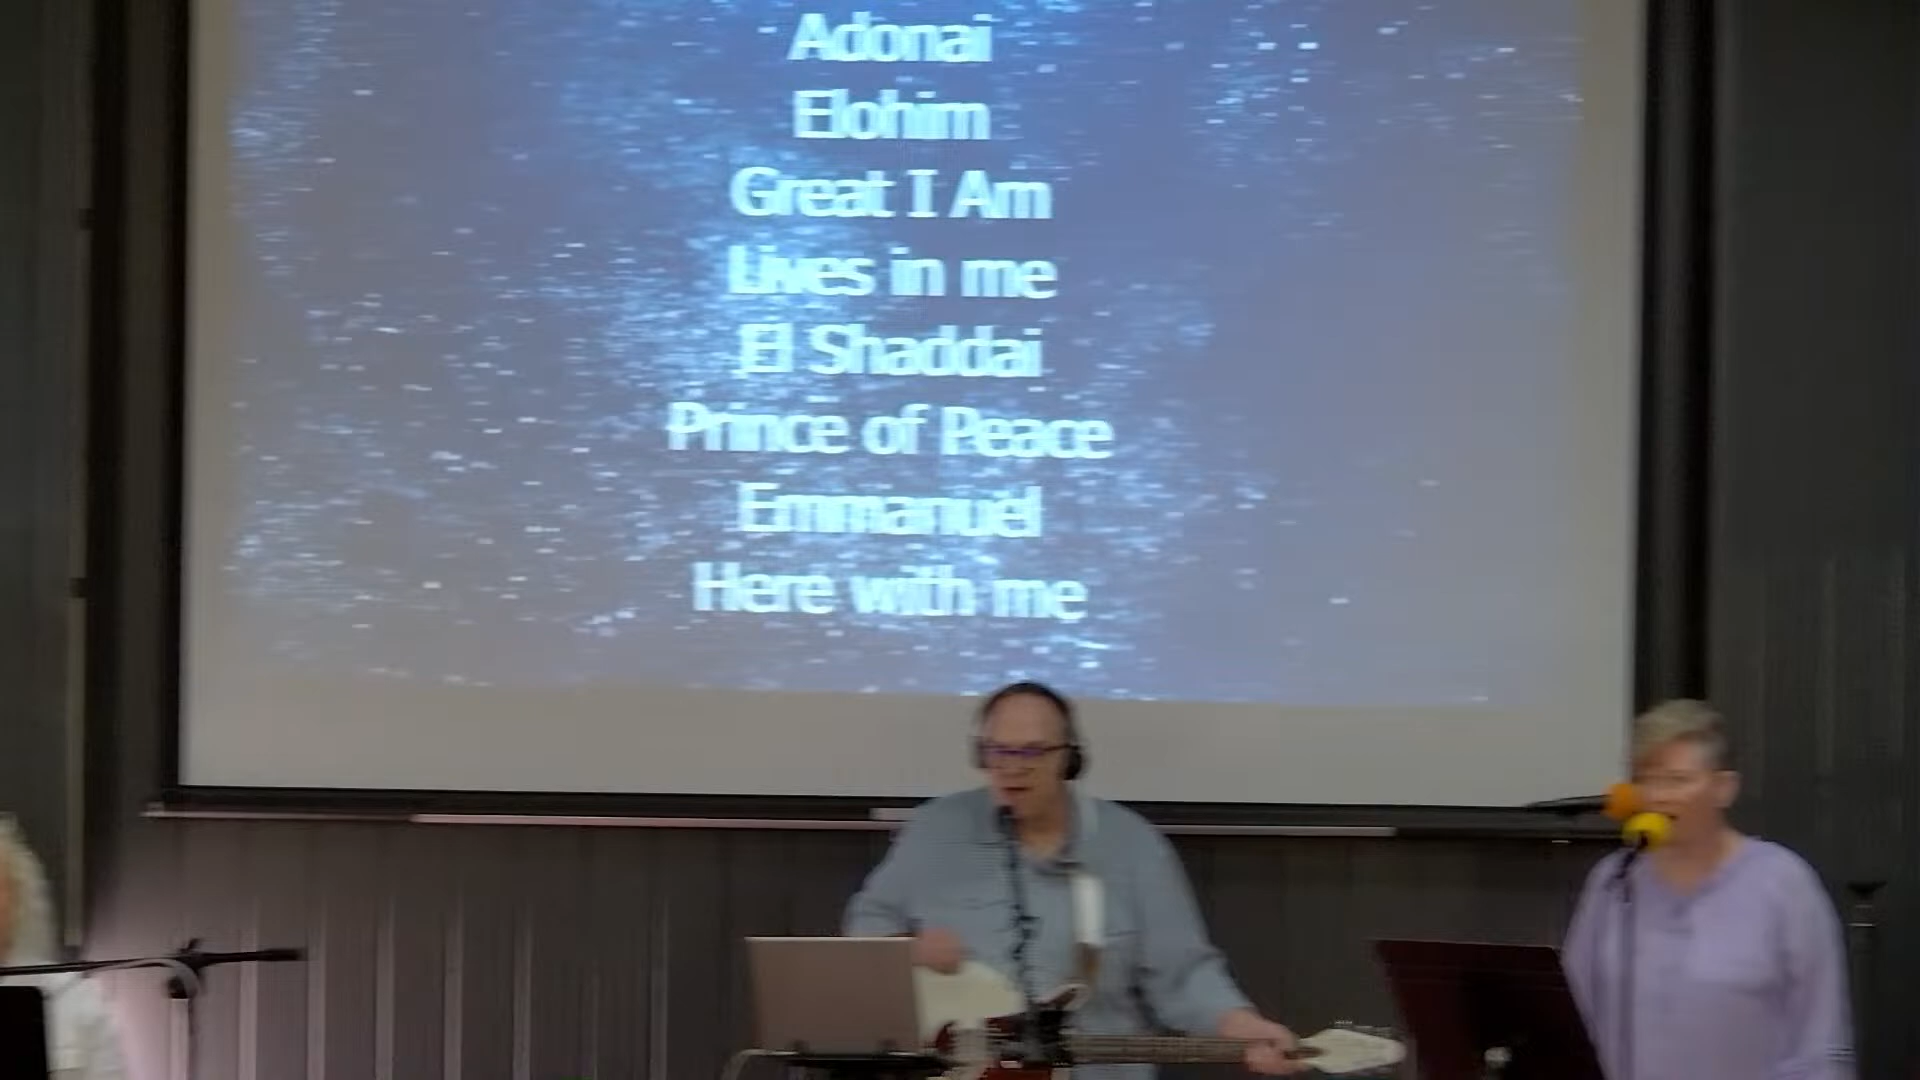 Adonai
Elohim
Great I Am
Lives in me
El Shaddai
Prince of Peace
Emmanuel
Here with me